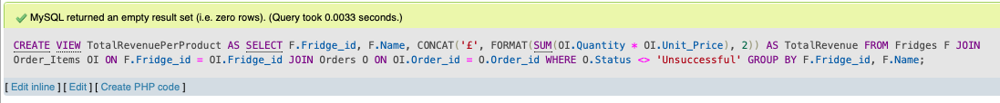 MySQL returned an empty result set (i.e. zero rows). (Query took 0.0033 seconds.)
CREATE VIEW TotalRevenuePerProduct AS SELECT F.Fridge_id, F.Name, CONCAT('£', FORMAT(SUM(OI.Quantity * OI.Unit_Price), 2)) AS TotalRevenue FROM Fridges F JOIN
Order_Items OI ON F.Fridge_id = OI.Fridge_id JOIN Orders O ON OI.Order_id = O.Order_id WHERE O.Status <> 'Unsuccessful' GROUP BY F.Fridge_id, F.Name;
[ Edit inline ] [ Edit ] [ Create PHP code ]